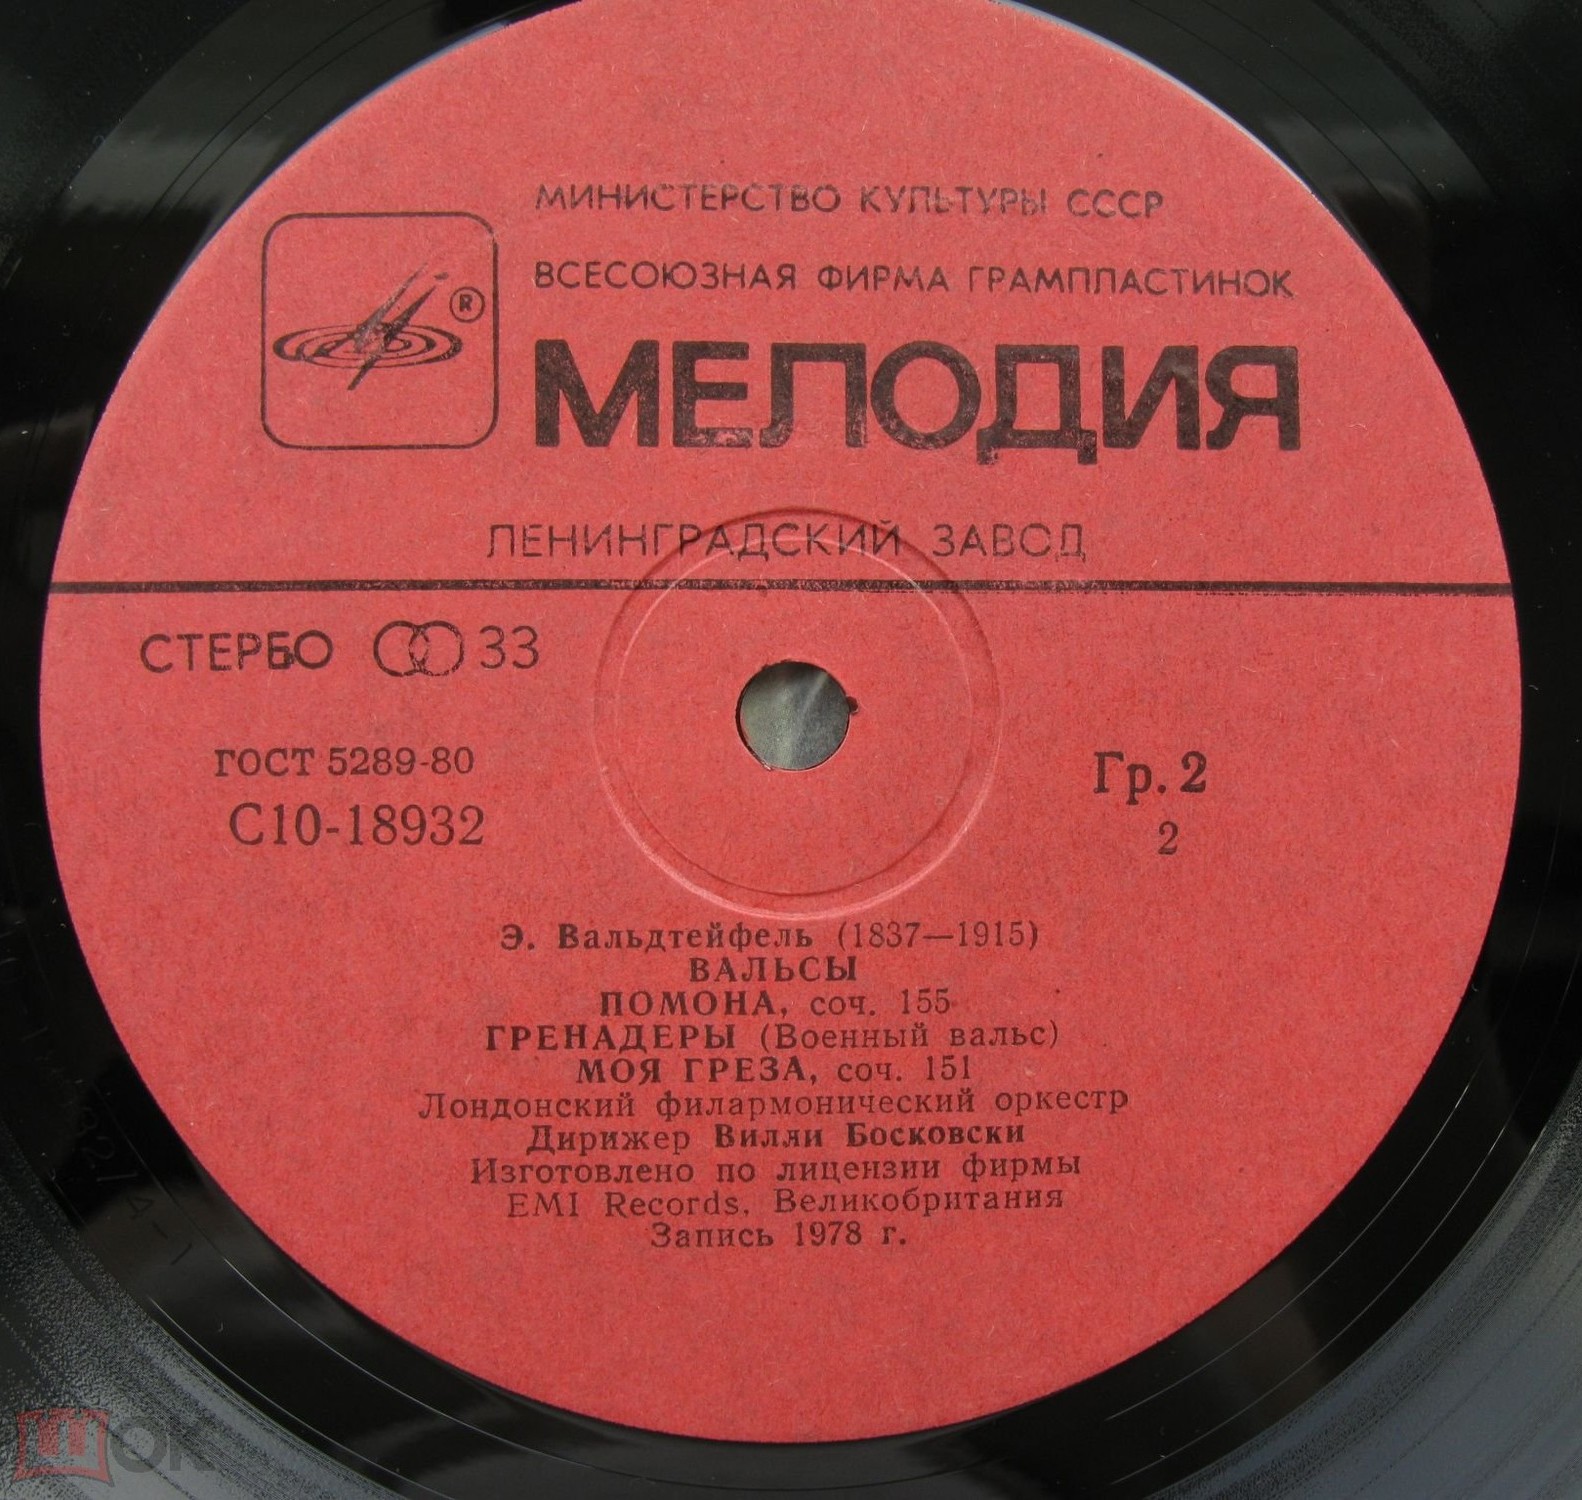 МИНИСТЕРСТВО КУЛЬТУРЫ СССР
ВСЕСОЮЗНАЯ ФИРМА ГРАМПЛАСТИНОК
®
МЕЛОДИЯ
ЛЕНИНГРАДСКИЙ ЗАВОД
СТЕРЕО 33
ГОСТ 5289-80
Гр. 2
С10-18932
2
Э. Вальдтейфель (1837—1915)
ВАЛЬСЫ
ПОМОНА, соч. 155
ГРЕНАДЕРЫ (Военный вальс)
МОЯ ГРЕЗА, соч. 151
Лондонский филармонический оркестр
Дирижер Вилли Босковски
Изготовлено по лицензии фирмы
EMI Records, Великобритания
Запись 1978 г.